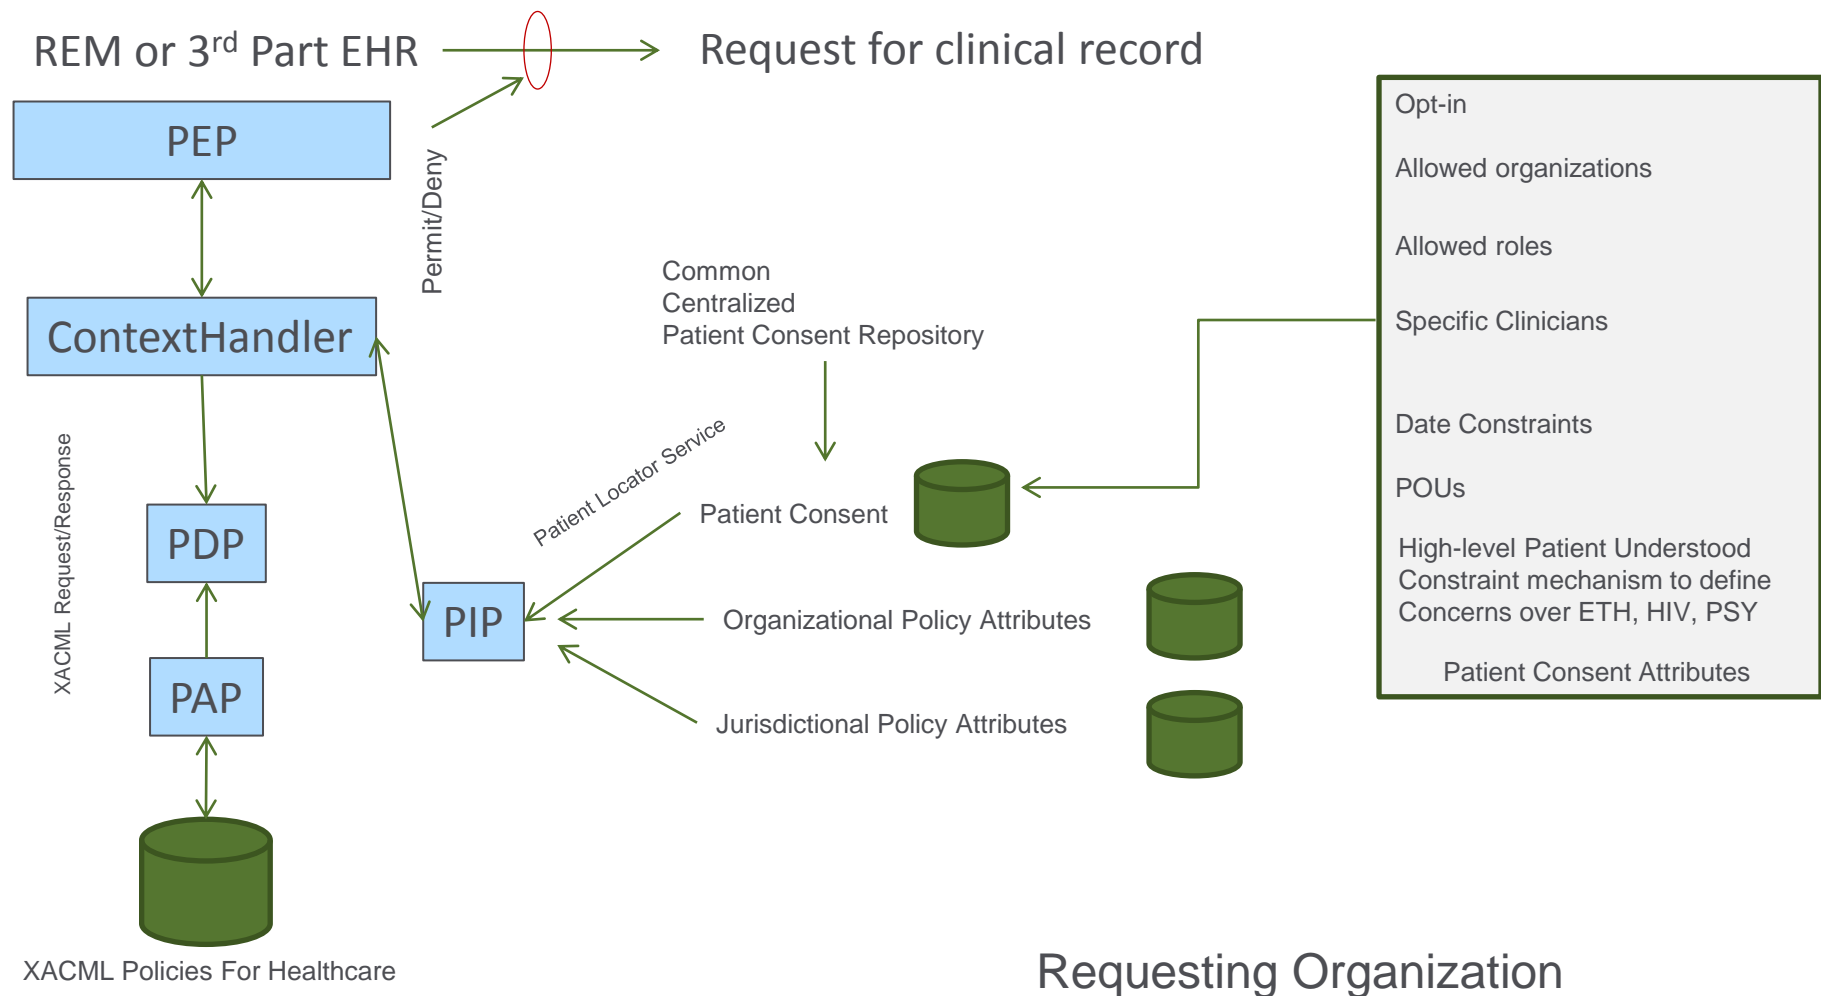 REM or 3rd Part EHR
Request for clinical record
PEP
Permit/Deny
ContextHandler
Common
Centralized
Patient Consent Repository
XACML Request/Response
PDP
Patient Locator Service
Patient Consent
PIP
Organizational Policy Attributes
PAP
Jurisdictional Policy Attributes
XACML Policies For Healthcare
Opt-in
Allowed organizations
Allowed roles
Specific Clinicians
Date Constraints
POUs
High-level Patient Understood
Constraint mechanism to define
Concerns over ETH, HIV, PSY
Patient Consent Attributes
Requesting Organization